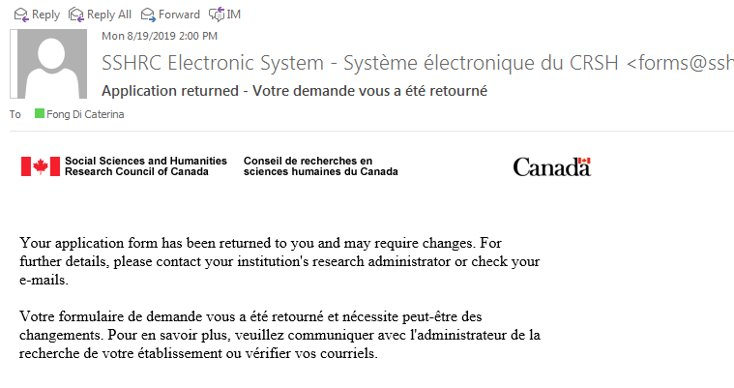 Reply Reply All Forward IM
Mon 8/19/2019 2:00 PM
SSHRC Electronic System - Système électronique du CRSH <forms@ssh
Application returned - Votre demande vous a été retourné
To Fong Di Caterina
Social Sciences and Humanities
Research Council of Canada
Conseil de recherches en
sciences humaines du Canada
Canada
Your application form has been returned to you and may require changes. For
further details, please contact your institution's research administrator or check your
e-mails.
Votre formulaire de demande vous a été retourné et nécessite peut-être des
changements. Pour en savoir plus, veuillez communiquer avec l'administrateur de la
recherche de votre établissement ou vérifier vos courriels.